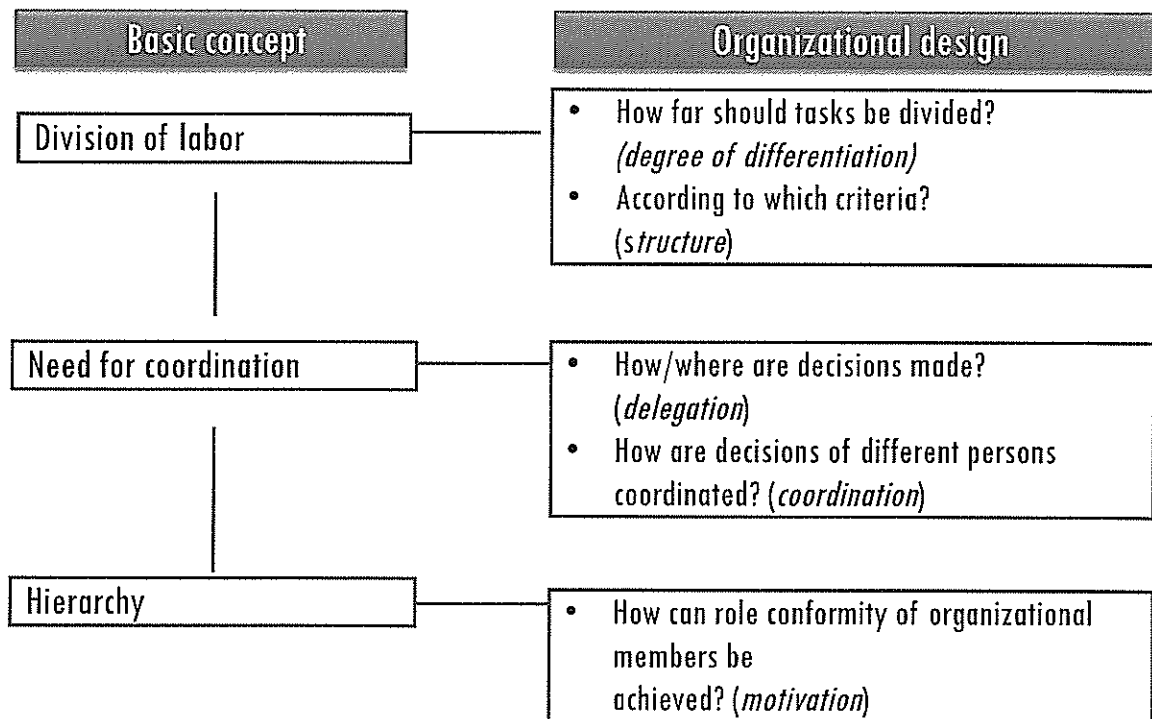 Basic concept
Organizational design
Division of labor
• How far should tasks be divided?
(degree of differentiation)
• According to which criteria?
(structure)
Need for coordination
• How/where are decisions made?
(delegation)
• How are decisions of different persons
coordinated? (coordination)
Hierarchy
• How can role conformity of organizational
members be
achieved? (motivation)